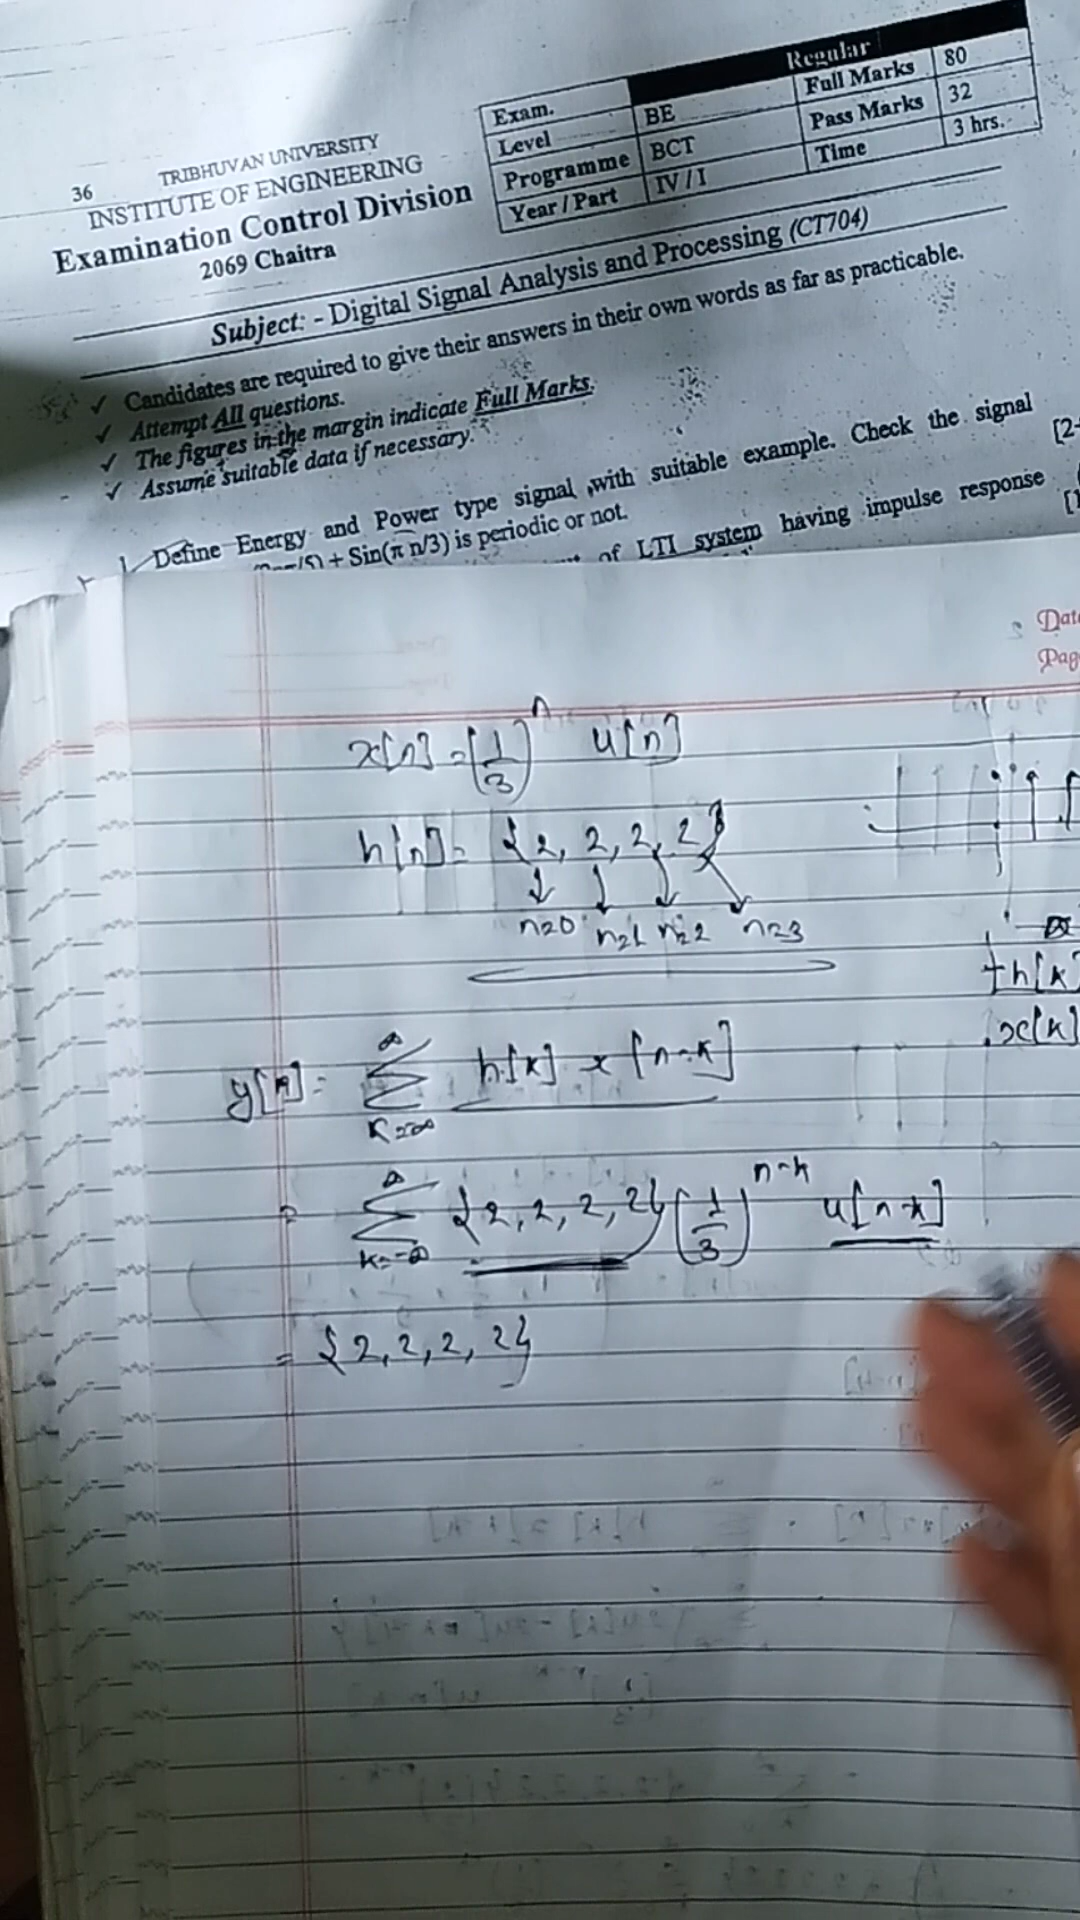 36
TRIBHUVAN UNIVERSITY
INSTITUTE OF ENGINEERING
Examination Control Division
2069 Chaitra
Exam. Regular
Level BE Full Marks 80
Programme BCT Pass Marks 32
Year / Part IV / I Time 3 hrs.
Subject: - Digital Signal Analysis and Processing (CT704)
✓ Candidates are required to give their answers in their own words as far as practicable.
✓ Attempt All questions.
✓ The figures in the margin indicate Full Marks.
✓ Assume suitable data if necessary.
1. Define Energy and Power type signal with suitable example. Check the signal [2+
/5) + Sin(π n/3) is periodic or not.
of LTI system having impulse response
Date
Pag
x[n] = (1/3)^n u[n]
h[n] = {2, 2, 2, 2}
n=0 n=1 n=2 n=3
h[k]
x[k]
y[n] = ∑ k=-∞ ∞ h[k] x[n-k]
= ∑ k=-∞ ∞ {2, 2, 2, 2} (1/3)^n-k u[n-k]
= {2, 2, 2, 2}